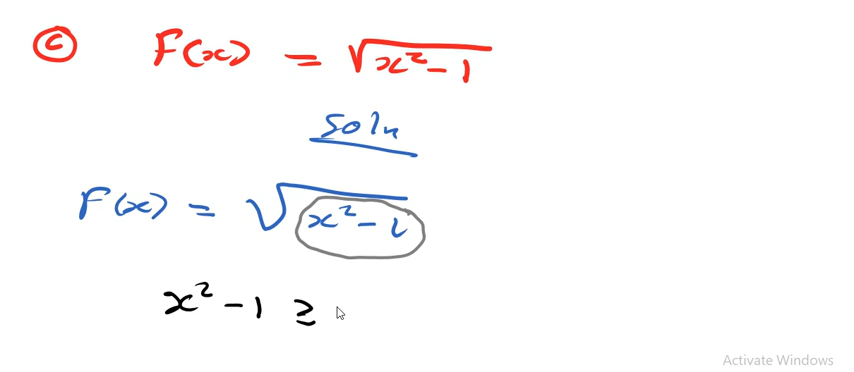 (c) F(x) = √(x² - 1)
soln
F(x) = √(x² - 1)
x² - 1 ≥
Activate Windows